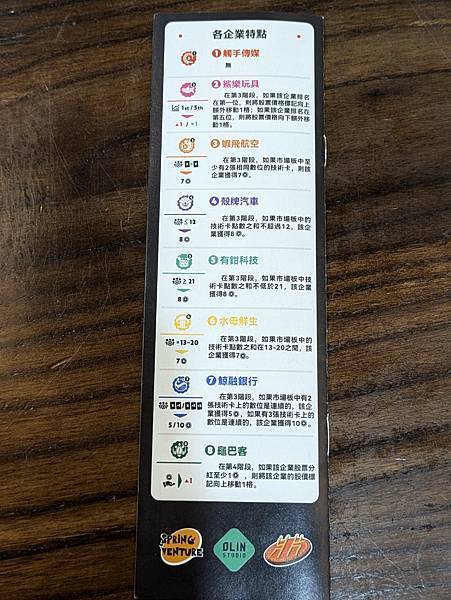 各企業特點
1 觸手傳媒
無
2 鯊樂玩具
1st/5th
▲1 / ▼1
在第3階段，如果該企業排名
在第一位，則將股票價格標記向上
額外移動1格；如果該企業排名在
第五位，則將股票價格向下額外移
動1格。
3 蝦飛航空
7
在第3階段，如果市場板中至
少有2張相同數位的技術卡，則該
企業獲得7。
4 殼牌汽車
≤ 12
8
在第3階段，如果市場板中的
技術卡點數之和不超過12，該企
業獲得8。
5 有鉗科技
≥ 21
8
在第3階段，如果市場板中技
術卡點數之和不低於21，該企業
獲得8。
6 水母鮮生
=13-20
7
在第3階段，如果市場板中的
技術卡點數之和在13-20之間，該
企業獲得7。
7 鯨融銀行
5/10
在第3階段，如果市場板中有2
張技術卡上的數位是連續的，該企
業獲得5，如果有3張技術卡上的
數位是連續的，該企業獲得10。
8 龜巴客
▲1
在第4階段，如果該企業股票分
紅至少1，則將該企業的股價標
記向上移動1格。
SPRING
VENTURE
OLIN
STUDIO